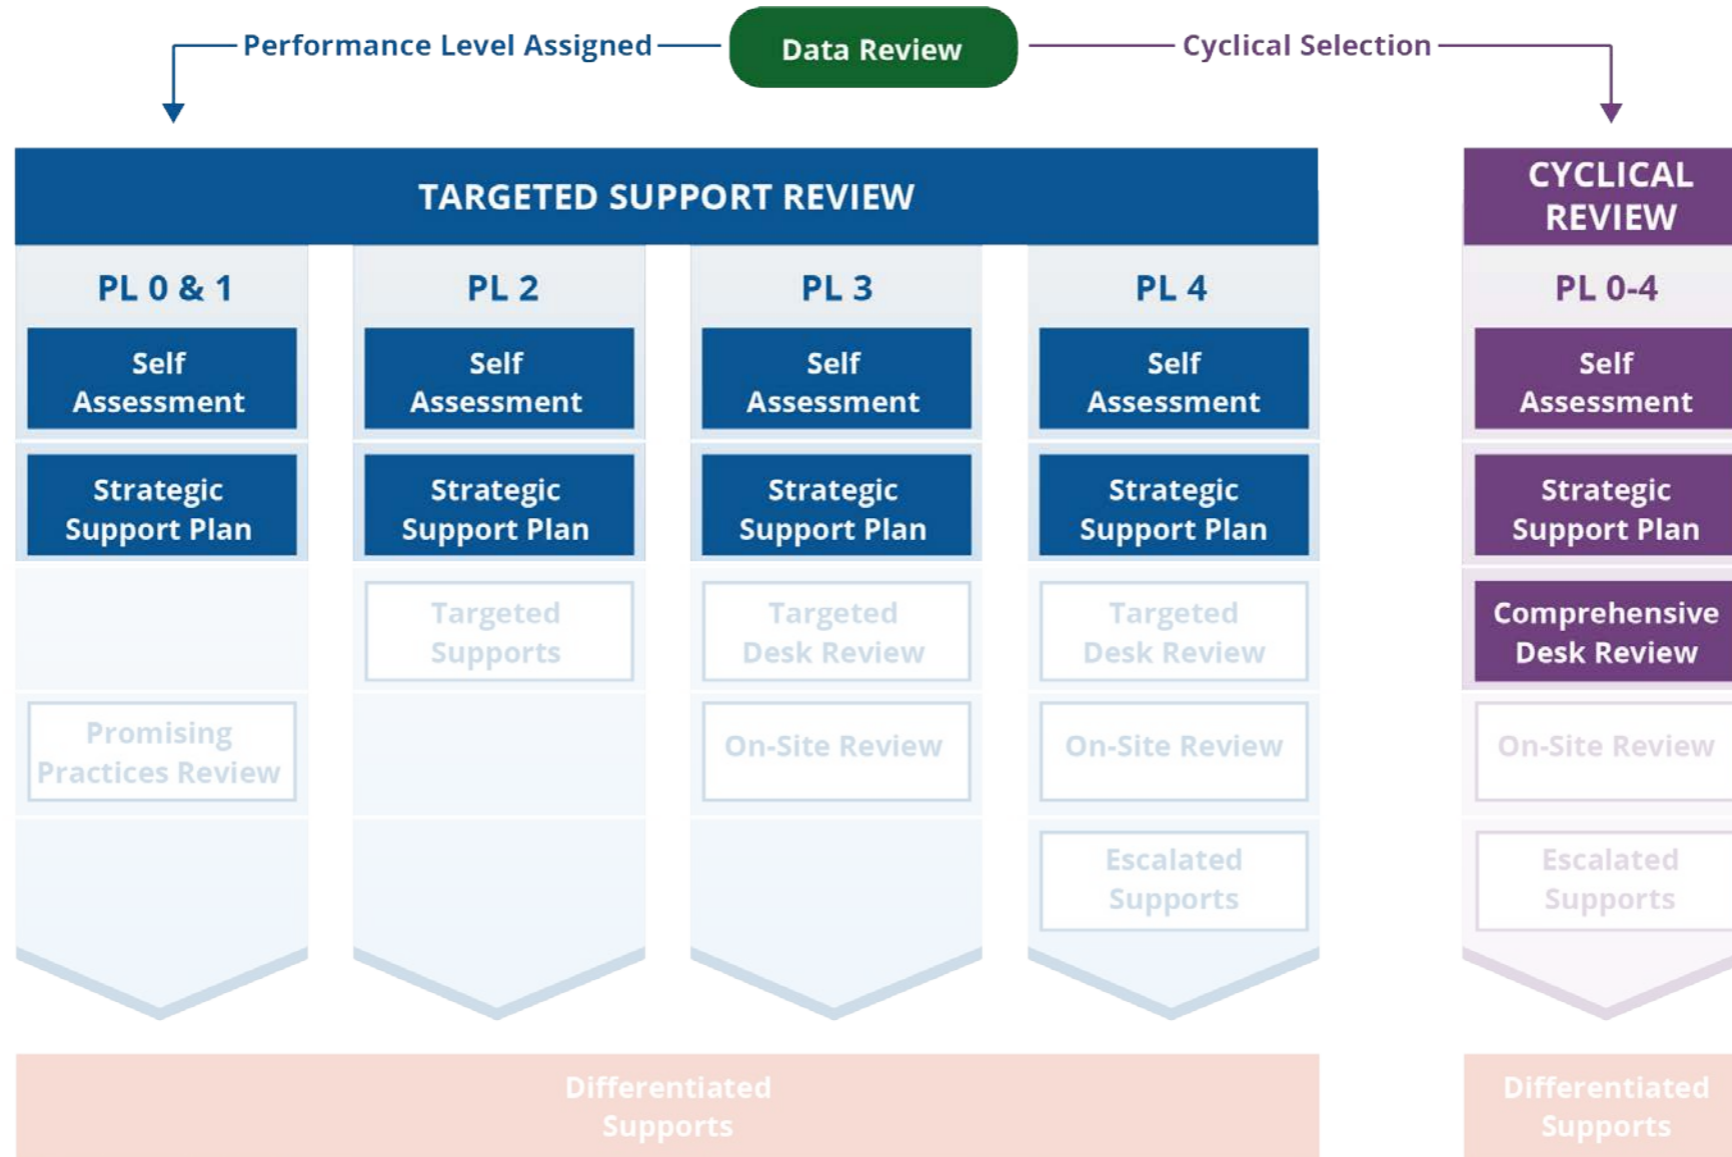 Performance Level Assigned
Data Review
Cyclical Selection
TARGETED SUPPORT REVIEW
CYCLICAL
REVIEW
PL 0 & 1
PL 2
PL 3
PL 4
PL 0-4
Self
Assessment
Self
Assessment
Self
Assessment
Self
Assessment
Self
Assessment
Strategic
Support Plan
Strategic
Support Plan
Strategic
Support Plan
Strategic
Support Plan
Strategic
Support Plan
Targeted
Supports
Targeted
Desk Review
Targeted
Desk Review
Comprehensive
Desk Review
Promising
Practices Review
On-Site Review
On-Site Review
On-Site Review
Escalated
Supports
Escalated
Supports
Differentiated
Supports
Differentiated
Supports